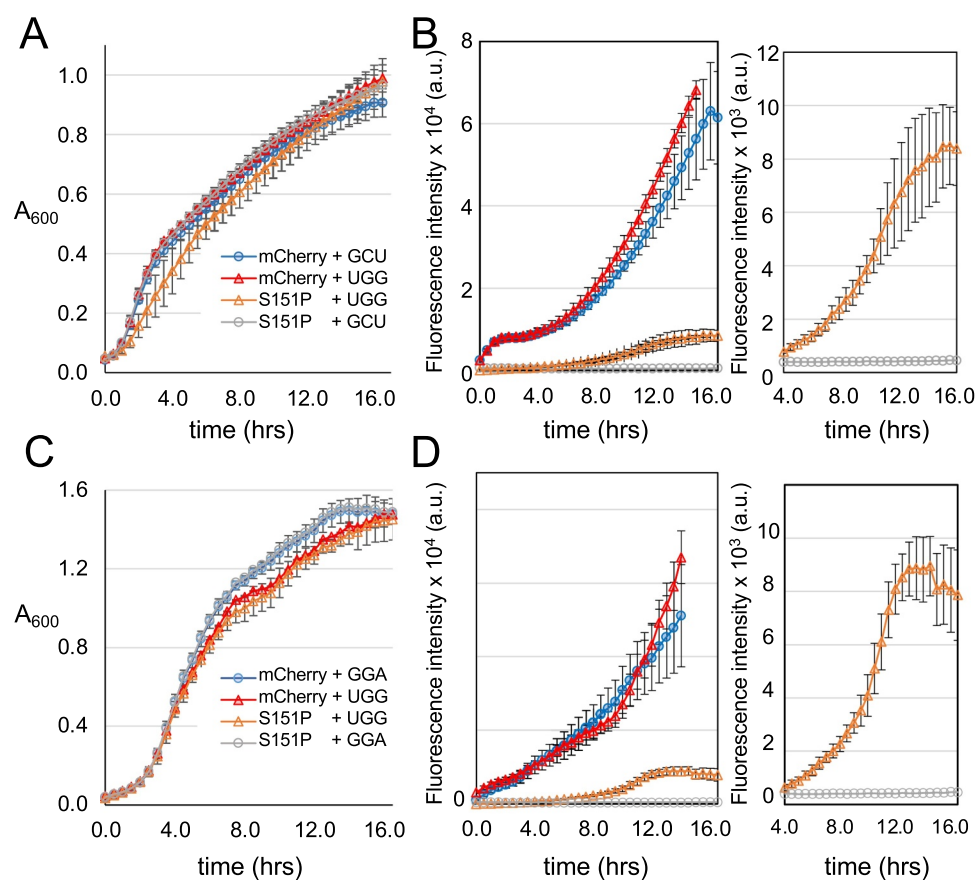 A
1.0
0.8
0.6
0.4
0.2
0.0
A600
mCherry + GCU
mCherry + UGG
S151P + UGG
S151P + GCU
0.0 4.0 8.0 12.0 16.0
time (hrs)
B
Fluorescence intensity x 10⁴ (a.u.)
8
6
4
2
0
0.0 4.0 8.0 12.0 16.0
time (hrs)
Fluorescence intensity x 10³ (a.u.)
12
10
8
6
4
2
0
4.0 8.0 12.0 16.0
time (hrs)
C
1.6
1.2
0.8
0.4
0.0
A600
mCherry + GGA
mCherry + UGG
S151P + UGG
S151P + GGA
0.0 4.0 8.0 12.0 16.0
time (hrs)
D
Fluorescence intensity x 10⁴ (a.u.)
0
0.0 4.0 8.0 12.0 16.0
time (hrs)
Fluorescence intensity x 10³ (a.u.)
10
8
6
4
2
0
4.0 8.0 12.0 16.0
time (hrs)